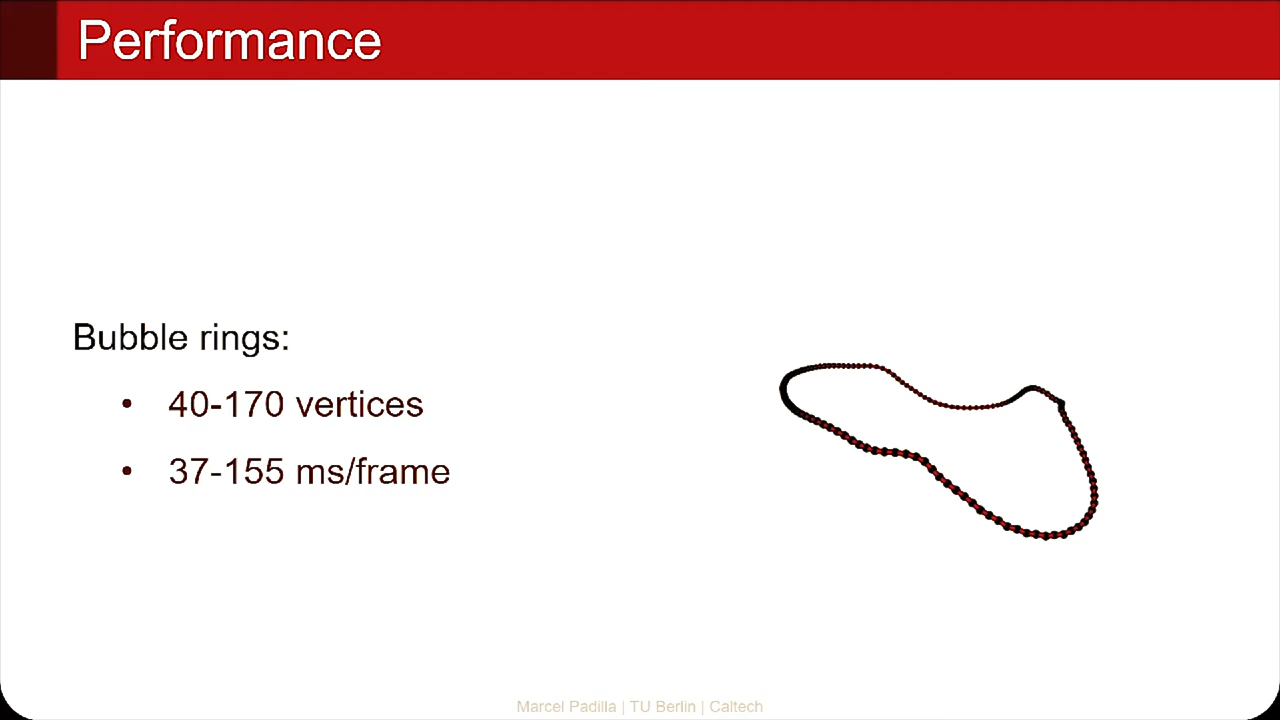 Performance
Bubble rings:
• 40-170 vertices
• 37-155 ms/frame
Marcel Padilla | TU Berlin | Caltech